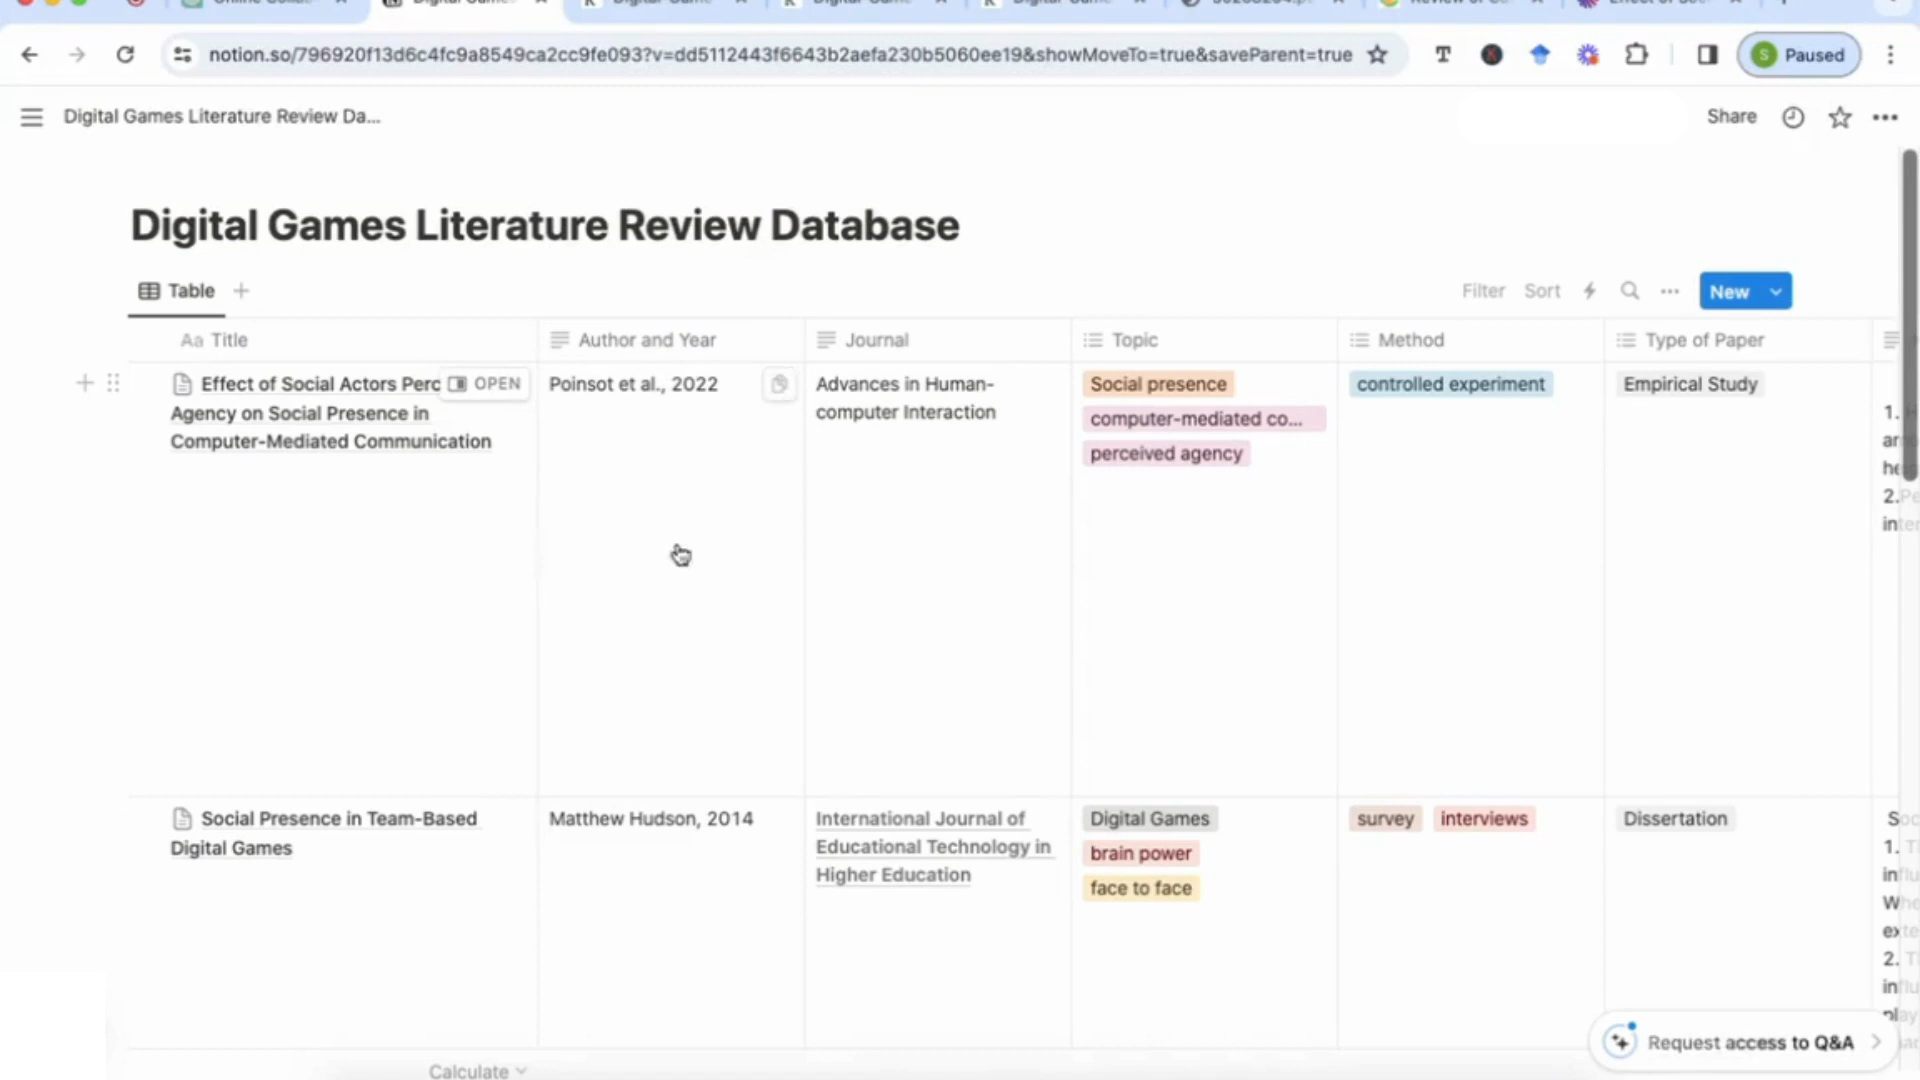 notion.so/796920f13d6c4fc9a8549ca2cc9fe093?v=dd5112443f6643b2aefa230b5060ee19&showMoveTo=true&saveParent=true
T
S Paused
Digital Games Literature Review Da...
Share
Digital Games Literature Review Database
Table
Filter Sort
New
Aa Title
Author and Year
Journal
Topic
Method
Type of Paper
Effect of Social Actors Perc
OPEN
Agency on Social Presence in
Computer-Mediated Communication
Poinsot et al., 2022
Advances in Human-
computer Interaction
Social presence
computer-mediated co...
perceived agency
controlled experiment
Empirical Study
1.
2.
Social Presence in Team-Based
Digital Games
Matthew Hudson, 2014
International Journal of
Educational Technology in
Higher Education
Digital Games
brain power
face to face
survey interviews
Dissertation
1.
2.
Request access to Q&A
Calculate